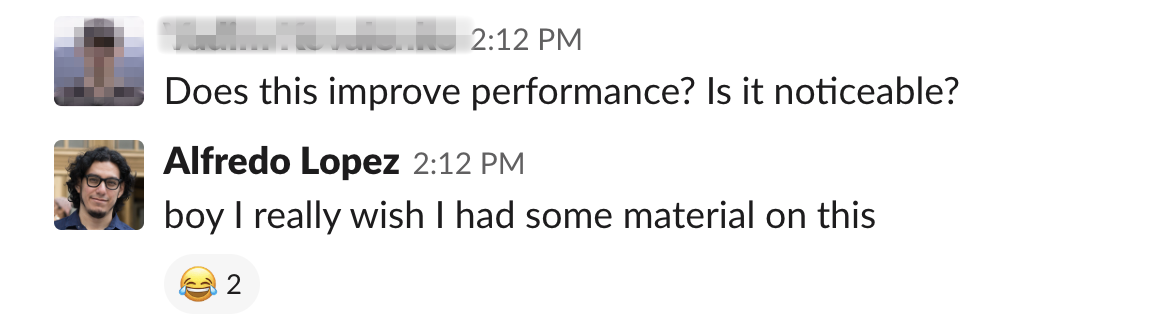 2:12 PM
Does this improve performance? Is it noticeable?
Alfredo Lopez 2:12 PM
boy I really wish I had some material on this
😂 2